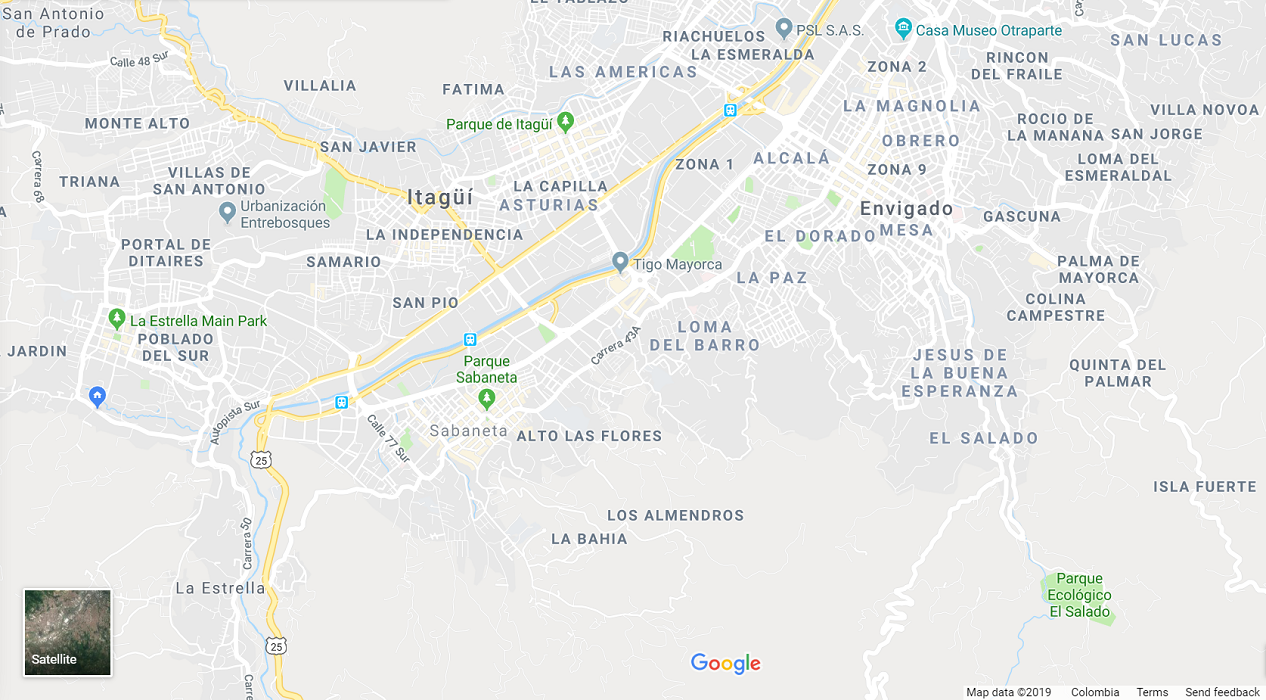 EL TABLAZO
San Antonio
de Prado
RIACHUELOS
PSL S.A.S.
Casa Museo Otraparte
SAN LUCAS
LA ESMERALDA
Calle 48 Sur
RINCON
DEL FRAILE
ZONA 2
LAS AMERICAS
VILLALIA
FATIMA
LA MAGNOLIA
VILLA NOVOA
MONTE ALTO
Parque de Itagüí
ROCIO DE
LA MANANA
SAN JORGE
OBRERO
SAN JAVIER
ZONA 1
ALCALÁ
ZONA 9
LOMA DEL
ESMERALDAL
Carrera 68
TRIANA
VILLAS DE
SAN ANTONIO
LA CAPILLA
Itagüí
ASTURIAS
Urbanización
Entrebosques
Envigado
GASCUNA
LA INDEPENDENCIA
EL DORADO
MESA
PORTAL DE
DITAIRES
SAMARIO
Tigo Mayorca
LA PAZ
PALMA DE
MAYORCA
SAN PIO
COLINA
CAMPESTRE
La Estrella Main Park
POBLADO
DEL SUR
LOMA
DEL BARRO
Carrera 43A
JARDIN
Parque
Sabaneta
JESUS DE
LA BUENA
ESPERANZA
QUINTA DEL
PALMAR
Autopista Sur
Calle 77 Sur
Sabaneta
ALTO LAS FLORES
EL SALADO
25
ISLA FUERTE
LOS ALMENDROS
Carrera 50
LA BAHIA
La Estrella
Parque
Ecológico
El Salado
25
Satellite
Google
Map data ©2019
Colombia
Terms
Send feedback